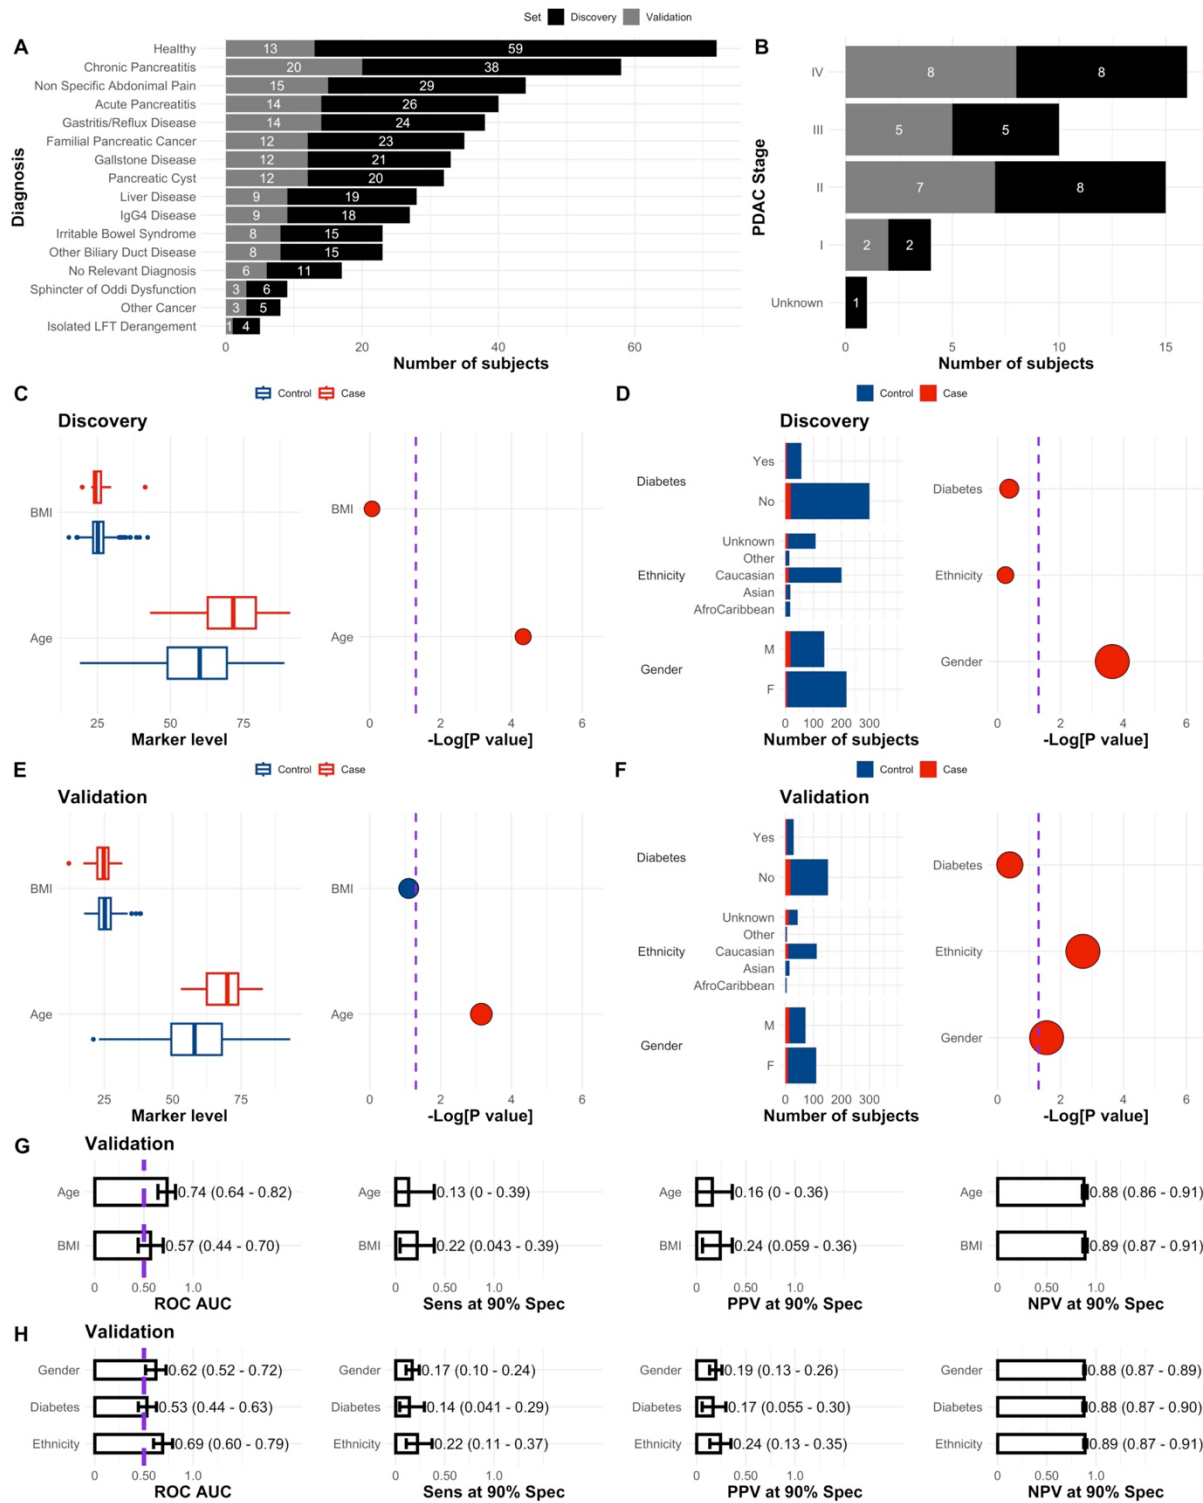 Set Discovery Validation
A
Healthy 13 59
Chronic Pancreatitis 20 38
Non Specific Abdominal Pain 15 29
Acute Pancreatitis 14 26
Gastritis/Reflux Disease 14 24
Familial Pancreatic Cancer 12 23
Gallstone Disease 12 21
Pancreatic Cyst 12 20
Liver Disease 9 19
IgG4 Disease 9 18
Irritable Bowel Syndrome 8 15
Other Biliary Duct Disease 8 15
No Relevant Diagnosis 6 11
Sphincter of Oddi Dysfunction 3 6
Other Cancer 3 5
Isolated LFT Derangement 1 4
Diagnosis
0 20 40 60
Number of subjects
B
IV 8 8
III 5 5
II 7 8
I 2 2
Unknown 1
PDAC Stage
0 5 10 15
Number of subjects
C
Control Case
Discovery
BMI
Age
25 50 75
Marker level
BMI
Age
0 2 4 6
-Log[P value]
D
Control Case
Discovery
Diabetes
Yes
No
Ethnicity
Unknown
Other
Caucasian
Asian
AfroCaribbean
Gender
M
F
0 100 200 300
Number of subjects
Diabetes
Ethnicity
Gender
0 2 4 6
-Log[P value]
E
Control Case
Validation
BMI
Age
25 50 75
Marker level
BMI
Age
0 2 4 6
-Log[P value]
F
Control Case
Validation
Diabetes
Yes
No
Ethnicity
Unknown
Other
Caucasian
Asian
AfroCaribbean
Gender
M
F
0 100 200 300 400
Number of subjects
Diabetes
Ethnicity
Gender
0 2 4 6
-Log[P value]
G
Validation
Age 0.74 (0.64 - 0.82)
BMI 0.57 (0.44 - 0.70)
0 0.50 1.0
ROC AUC
Age 0.13 (0 - 0.39)
BMI 0.22 (0.043 - 0.39)
0 0.50 1.0
Sens at 90% Spec
Age 0.16 (0 - 0.36)
BMI 0.24 (0.059 - 0.36)
0 0.50 1.0
PPV at 90% Spec
Age 0.88 (0.86 - 0.91)
BMI 0.89 (0.87 - 0.91)
0 0.50 1.0
NPV at 90% Spec
H
Validation
Gender 0.62 (0.52 - 0.72)
Diabetes 0.53 (0.44 - 0.63)
Ethnicity 0.69 (0.60 - 0.79)
0 0.50 1.0
ROC AUC
Gender 0.17 (0.10 - 0.24)
Diabetes 0.14 (0.041 - 0.29)
Ethnicity 0.22 (0.11 - 0.37)
0 0.50 1.0
Sens at 90% Spec
Gender 0.19 (0.13 - 0.26)
Diabetes 0.17 (0.055 - 0.30)
Ethnicity 0.24 (0.13 - 0.35)
0 0.50 1.0
PPV at 90% Spec
Gender 0.88 (0.87 - 0.89)
Diabetes 0.88 (0.87 - 0.90)
Ethnicity 0.89 (0.87 - 0.91)
0 0.50 1.0
NPV at 90% Spec